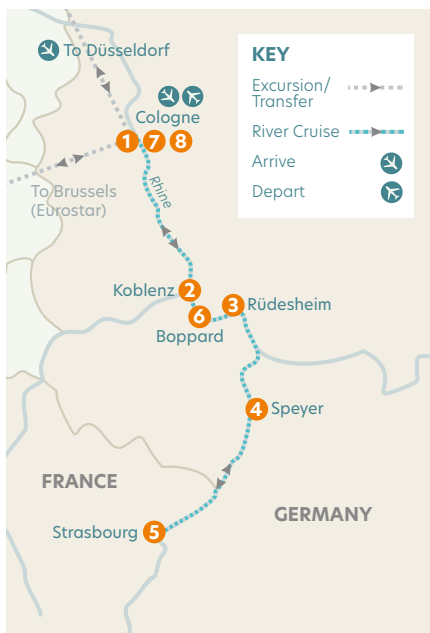 To Düsseldorf
KEY
Excursion/
Transfer
River Cruise
Arrive
Depart
Cologne
1 7 8
To Brussels
(Eurostar)
Rhine
Koblenz 2
3 Rüdesheim
6
Boppard
4 Speyer
FRANCE
GERMANY
Strasbourg 5